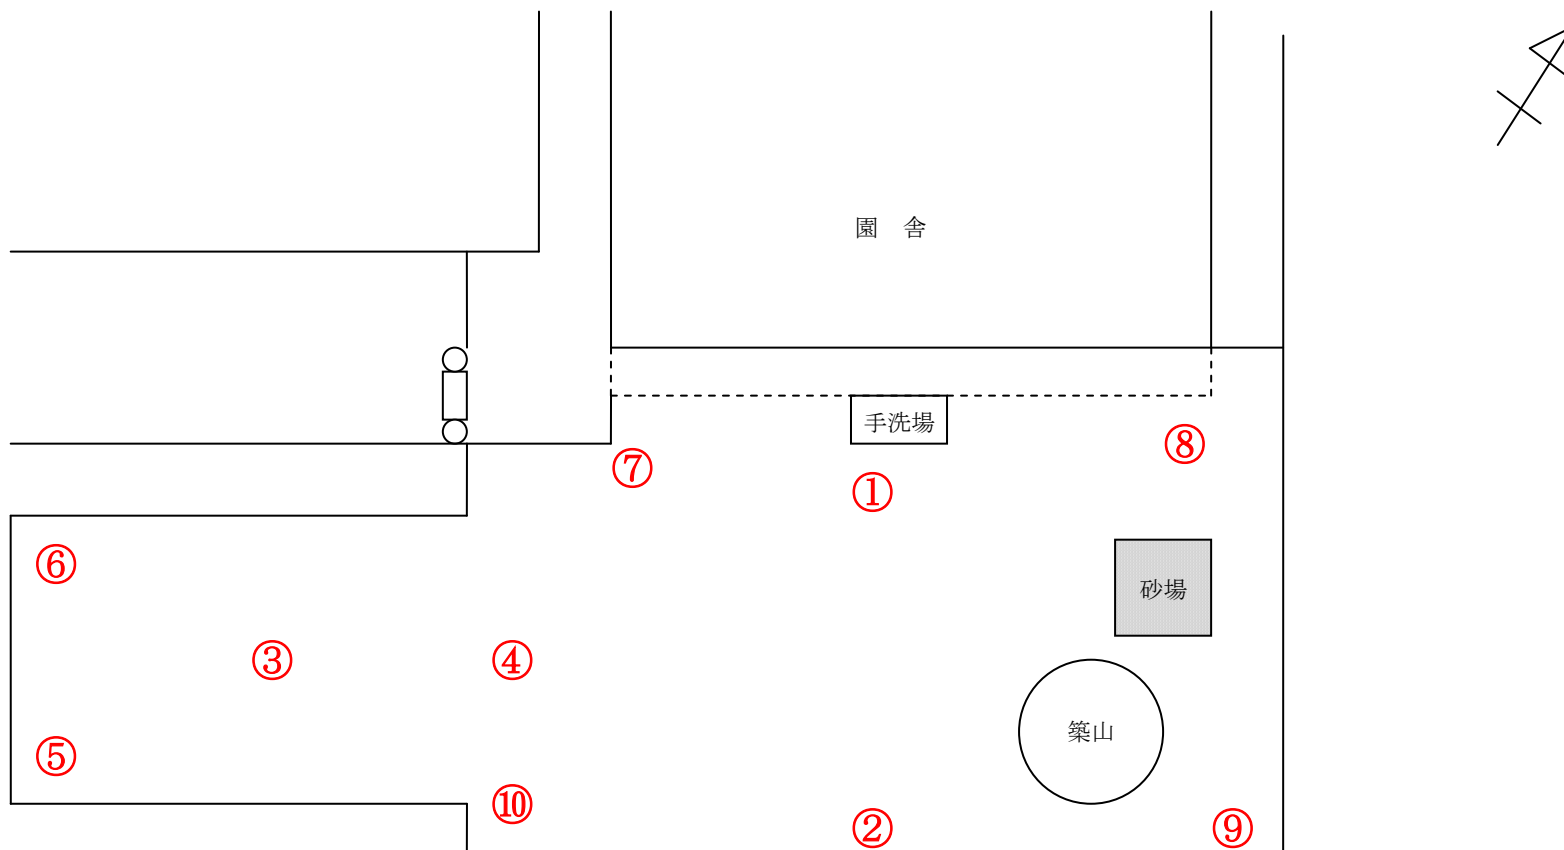 園 舎
手洗場
⑧
⑦
①
⑥
砂場
③
④
築山
⑤
⑩
②
⑨